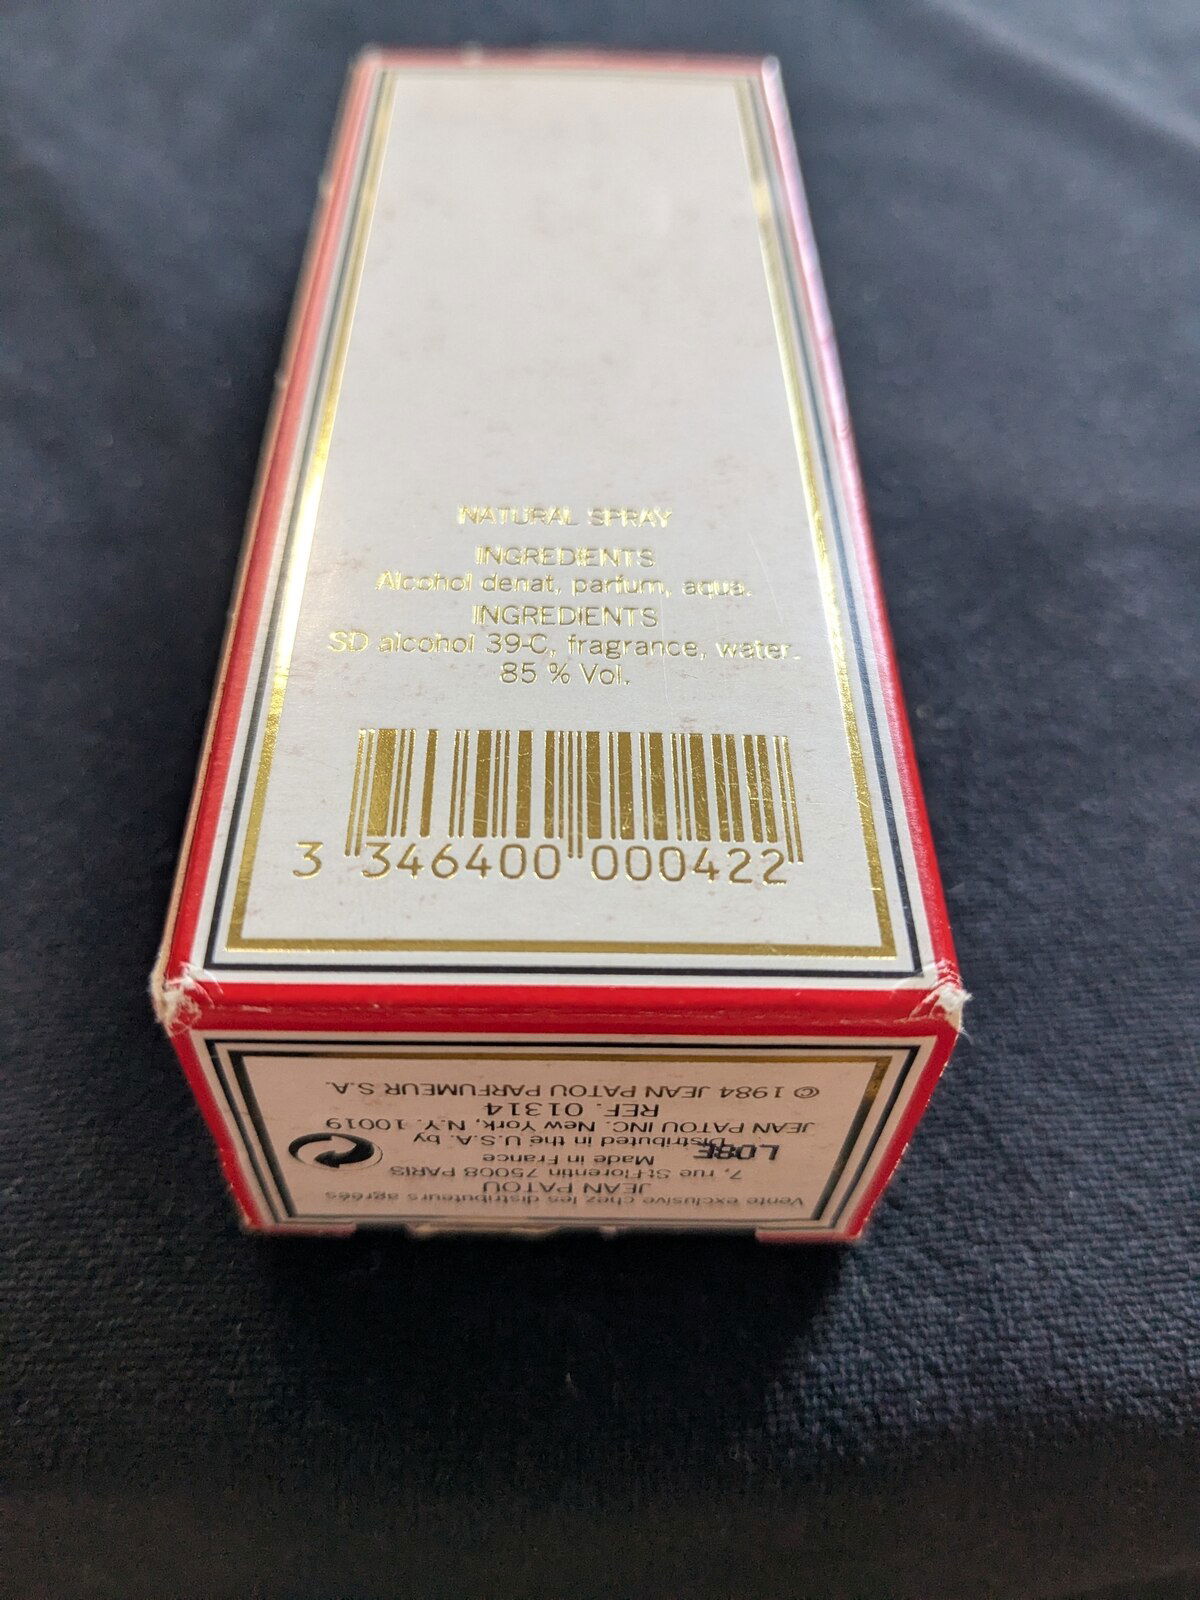 NATURAL SPRAY
INGREDIENTS
Alcohol denat, parfum, aqua.
INGREDIENTS
SD alcohol 39-C, fragrance, water.
85 % Vol.
3 346400 000422
Vente exclusive chez les distributeurs agréés
JEAN PATOU
7, rue St-Florentin 75008 PARIS
Made in France
Distributed in the U.S.A. by
JEAN PATOU INC. New York, N.Y. 10019
REF. 01314
© 1984 JEAN PATOU PARFUMEUR S.A.